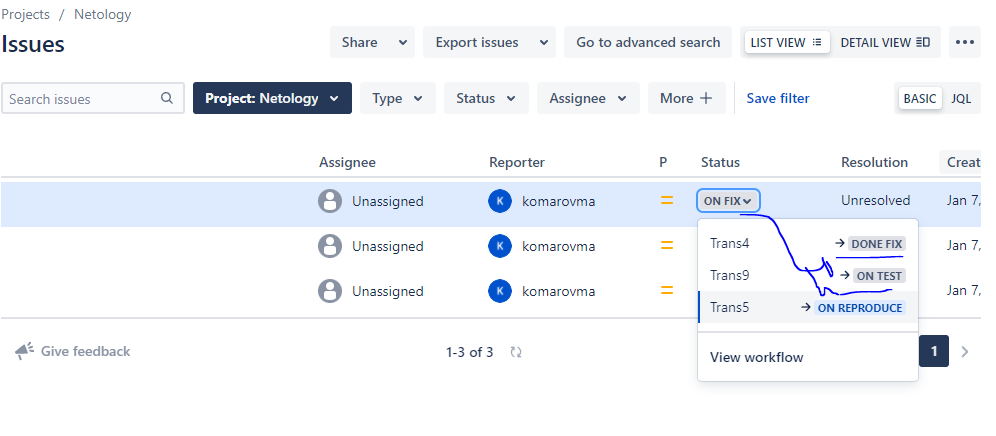 Projects / Netology
Issues
Share
Export issues
Go to advanced search
LIST VIEW
DETAIL VIEW
Search issues
Project: Netology
Type
Status
Assignee
More
Save filter
BASIC
JQL
Assignee Reporter P Status Resolution Creat
Unassigned K komarovma ON FIX Unresolved Jan 7,
Unassigned K komarovma Jan 7,
Unassigned K komarovma Jan 7,
Trans4 → DONE FIX
Trans9 → ON TEST
Trans5 → ON REPRODUCE
View workflow
Give feedback
1-3 of 3
1